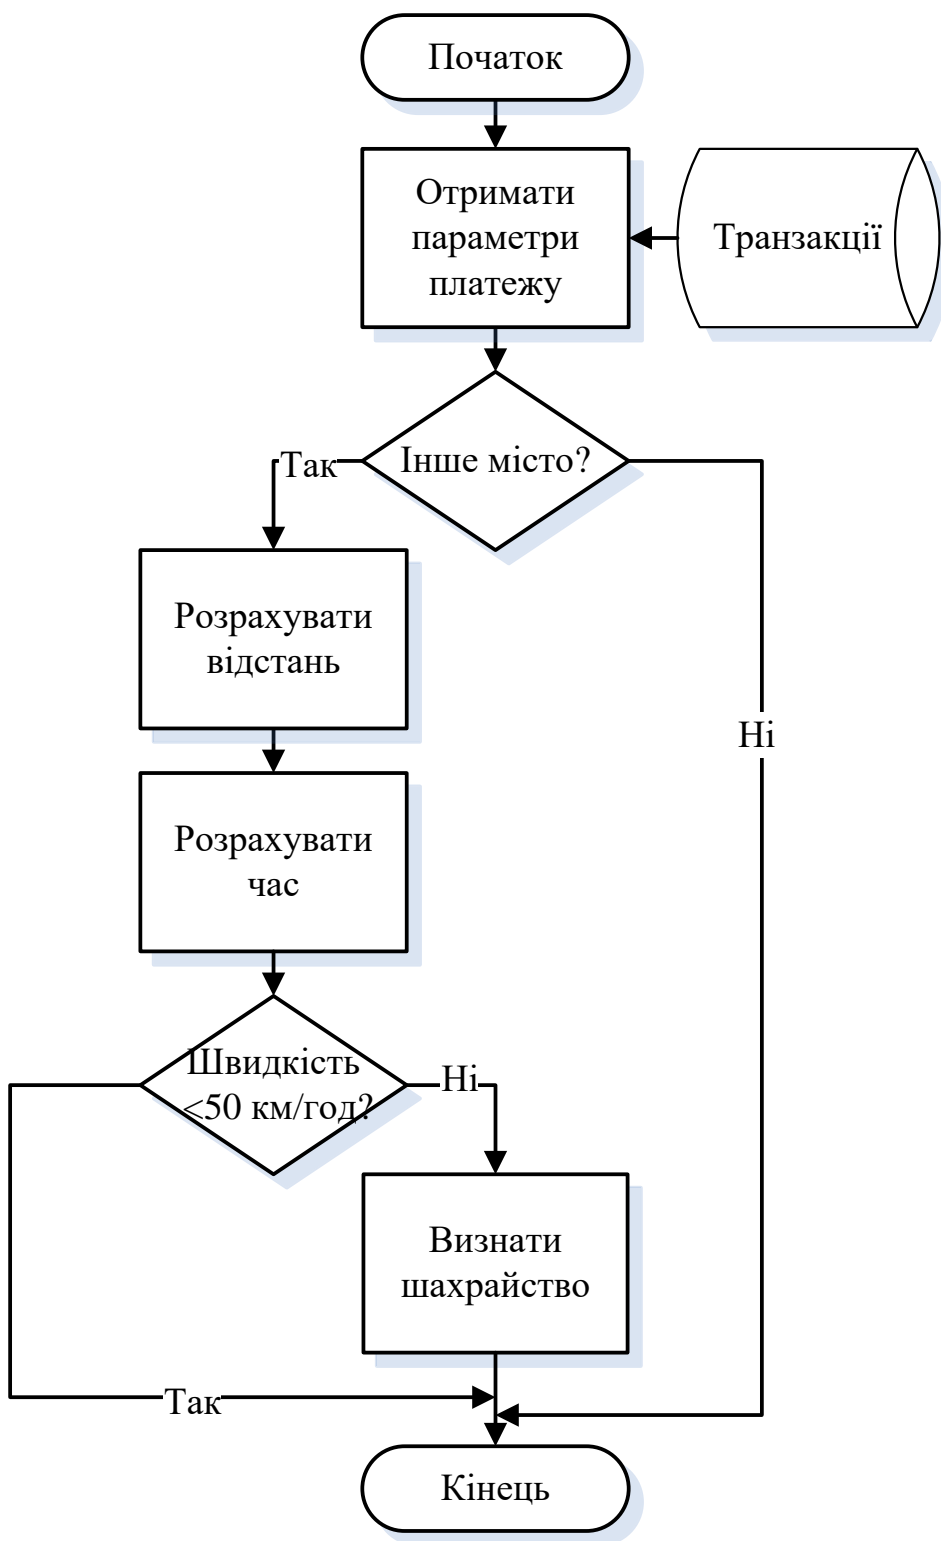 Початок
Отримати
параметри
платежу
Транзакції
Інше місто?
Так
Розрахувати
відстань
Ні
Розрахувати
час
Швидкість
<50 км/год?
Ні
Визнати
шахрайство
Так
Кінець